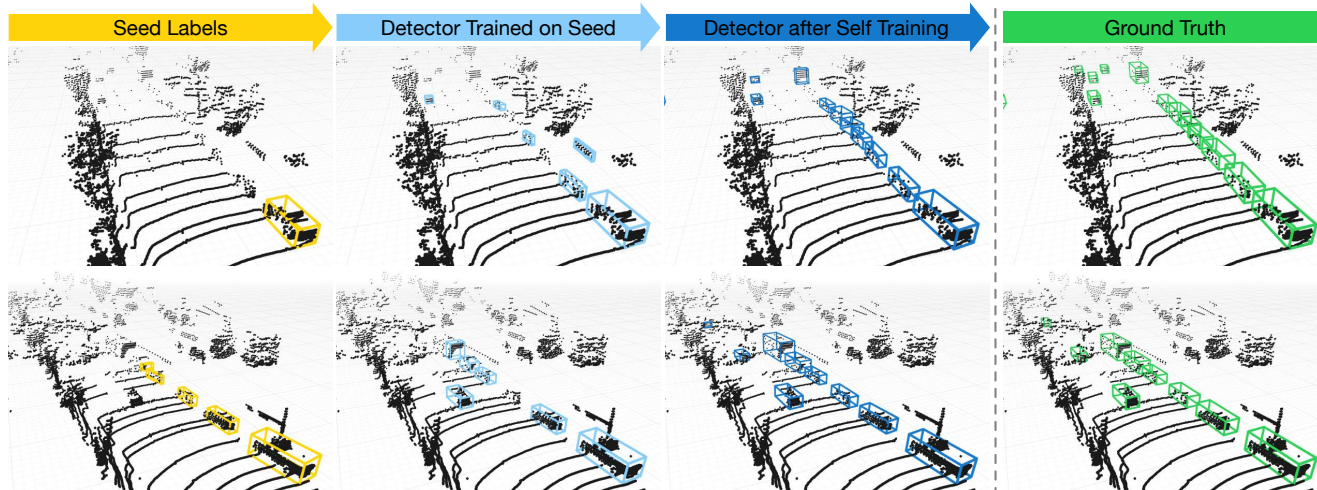 Seed Labels
Detector Trained on Seed
Detector after Self Training
Ground Truth